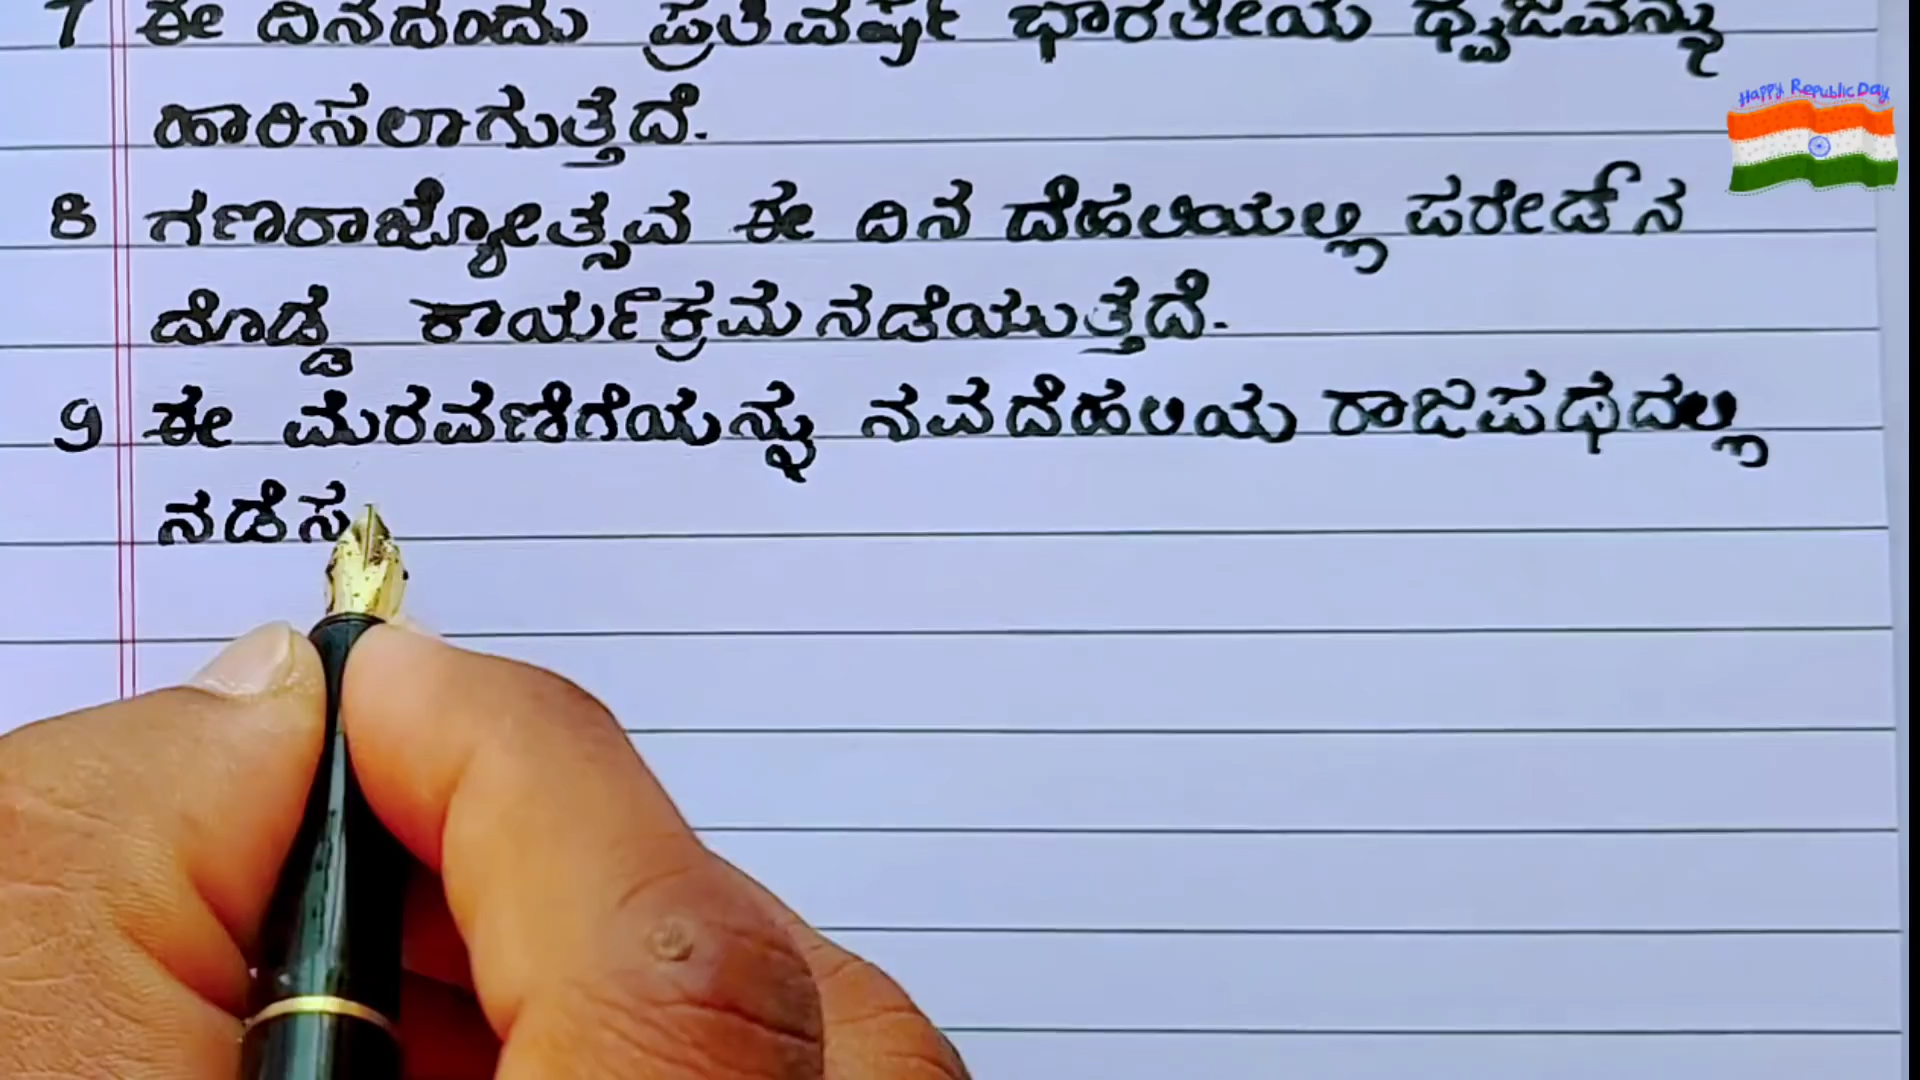 7 ಈ ದಿನದಂದು ಪ್ರತಿ ವರ್ಷ ಭಾರತೀಯ ಧ್ವಜವನ್ನು
ಹಾರಿಸಲಾಗುತ್ತದೆ.
8 ಗಣರಾಜ್ಯೋತ್ಸವ ಈ ದಿನ ದೆಹಲಿಯಲ್ಲಿ ಪರೇಡ್ ನ
ದೊಡ್ಡ ಕಾರ್ಯಕ್ರಮ ನಡೆಯುತ್ತದೆ.
9 ಈ ಮೆರವಣಿಗೆಯನ್ನು ನವದೆಹಲಿಯ ರಾಜಪಥದಲ್ಲಿ
ನಡೆಸ
Happy Republic Day